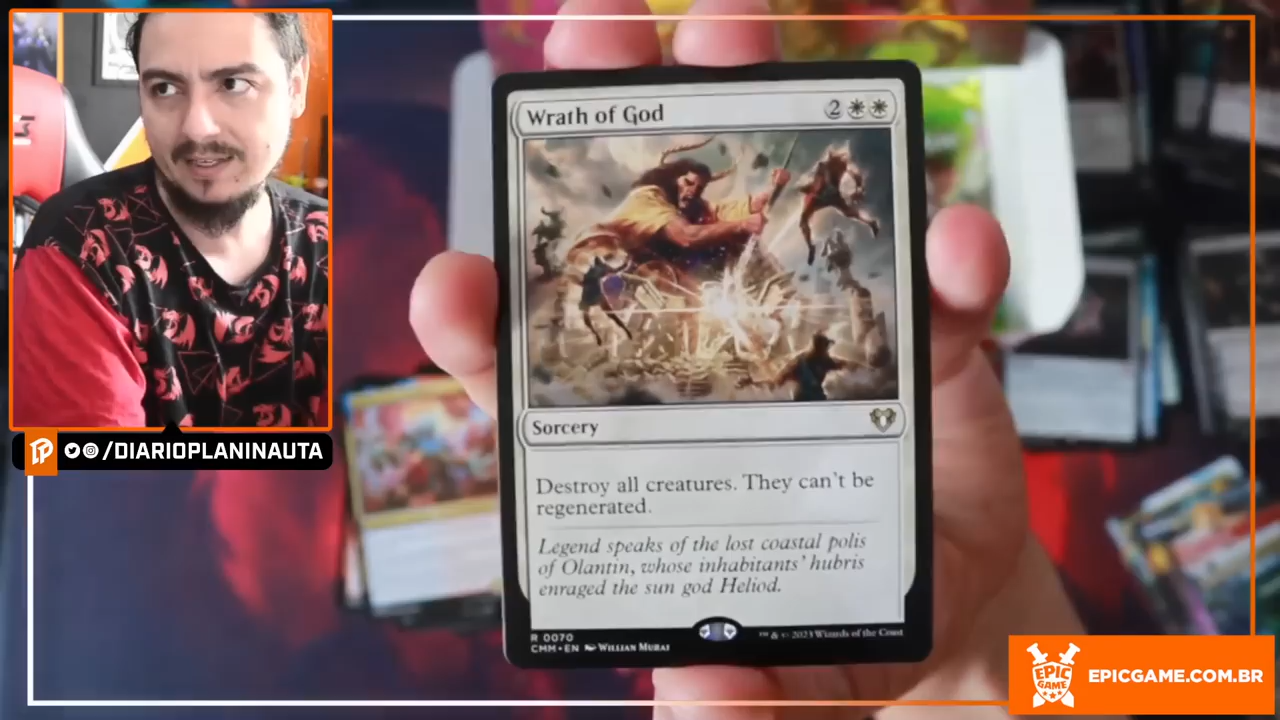 Wrath of God 2
Sorcery
Destroy all creatures. They can't be
regenerated.
Legend speaks of the lost coastal polis
of Olantin, whose inhabitants' hubris
enraged the sun god Heliod.
R 0070
CMM • EN WILLIAN MURAI
™ & © 2023 Wizards of the Coast
/DIARIOPLANINAUTA
EPIC
GAME
EPICGAME.COM.BR